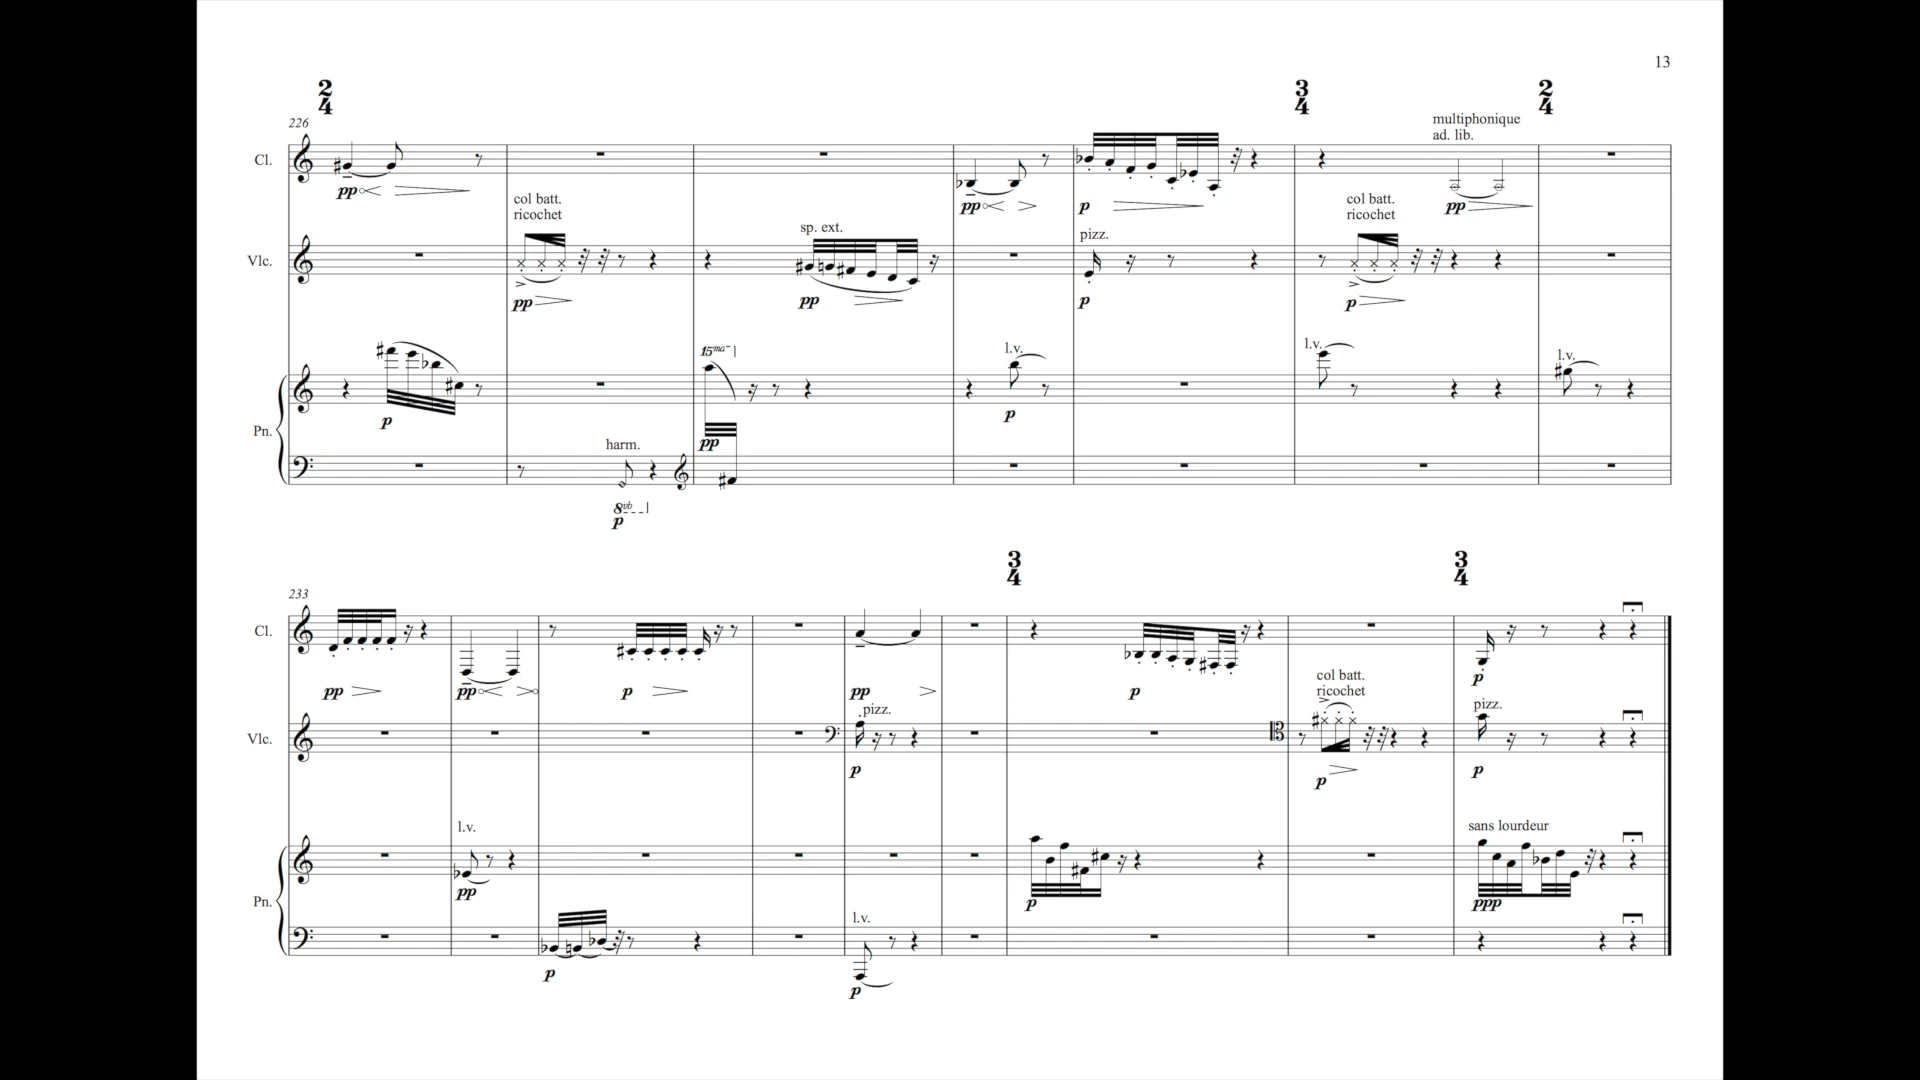 13
2 4
3 4
2 4
226
multiphonique
ad. lib.
Cl.
pp
pp
p
pp
col batt.
ricochet
sp. ext.
pizz.
col batt.
ricochet
Vlc.
pp
pp
p
p
15ma
l.v.
l.v.
l.v.
p
pp
p
Pn.
harm.
8vb
p
3 4
3 4
233
Cl.
pp
pp
p
pp
p
p
pizz.
col batt.
ricochet
pizz.
Vlc.
p
p
p
l.v.
sans lourdeur
pp
p
ppp
Pn.
l.v.
p
p